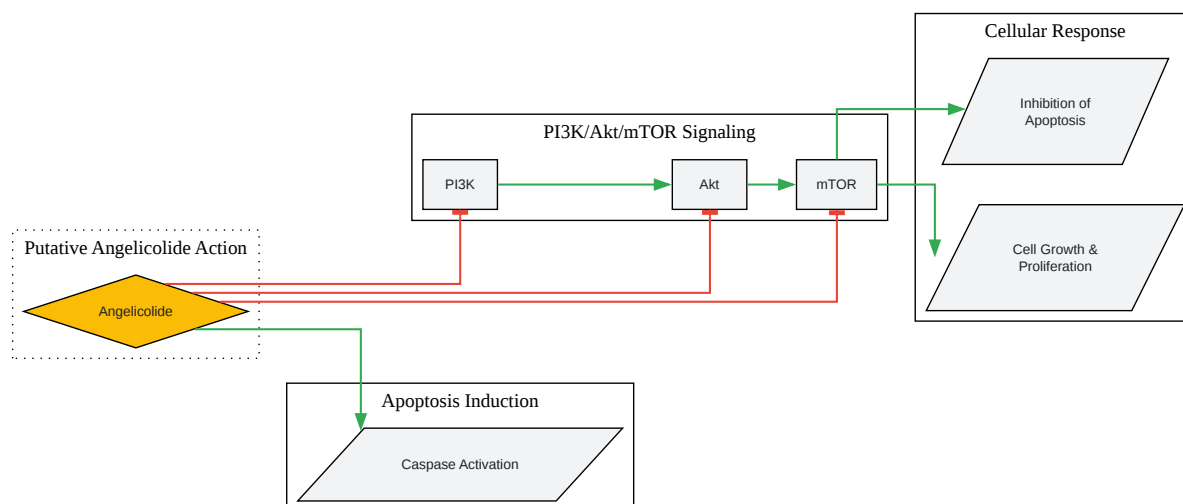 Cellular Response
Inhibition of
Apoptosis
PI3K/Akt/mTOR Signaling
PI3K
Akt
mTOR
Cell Growth &
Proliferation
Putative Angelicolide Action
Angelicolide
Apoptosis Induction
Caspase Activation